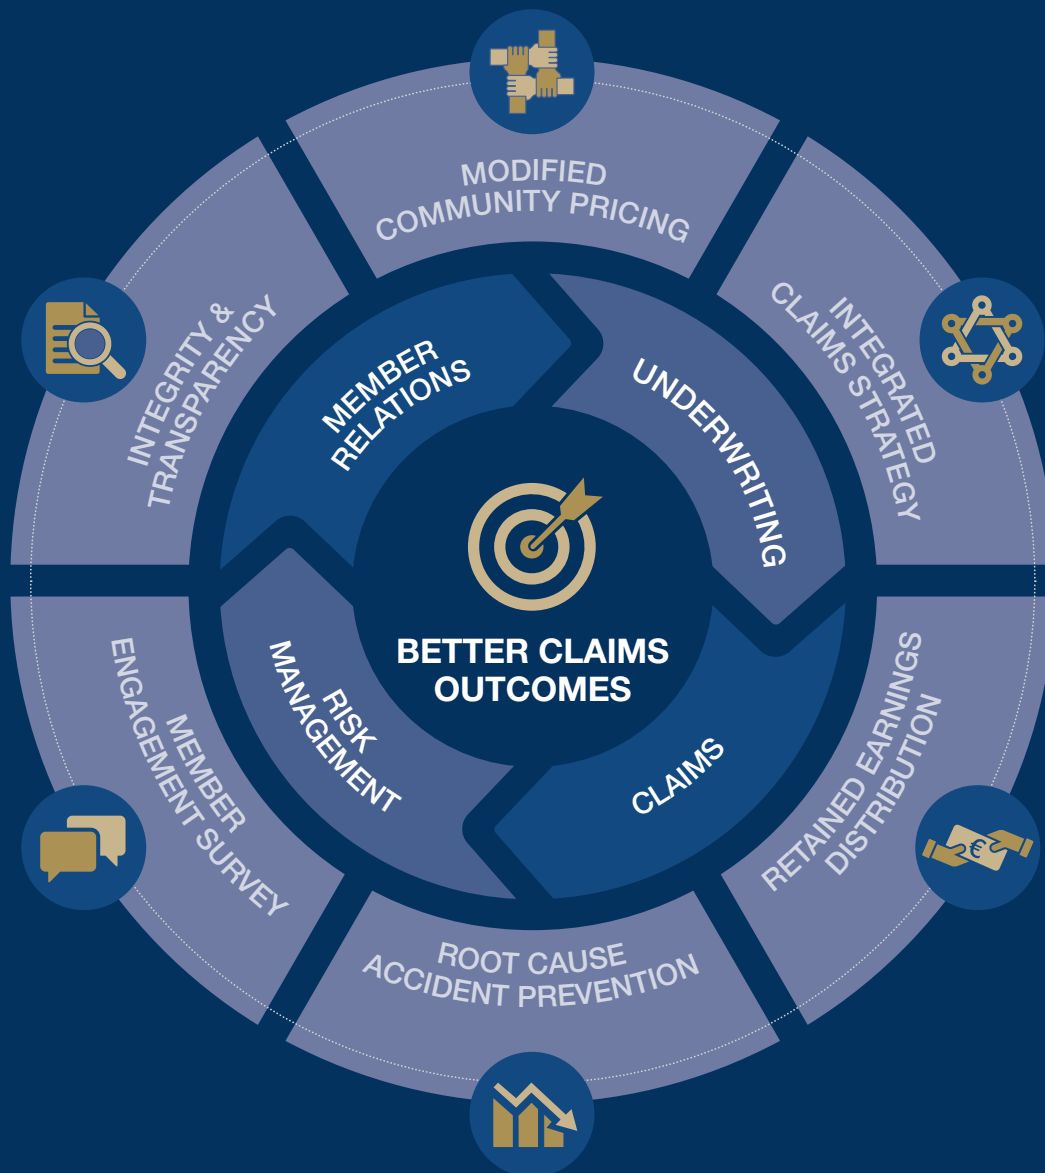 MODIFIED
COMMUNITY PRICING
INTEGRATED
CLAIMS STRATEGY
RETAINED EARNINGS
DISTRIBUTION
ROOT CAUSE
ACCIDENT PREVENTION
MEMBER
ENGAGEMENT SURVEY
INTEGRITY &
TRANSPARENCY
MEMBER
RELATIONS
UNDERWRITING
CLAIMS
RISK
MANAGEMENT
BETTER CLAIMS
OUTCOMES
€